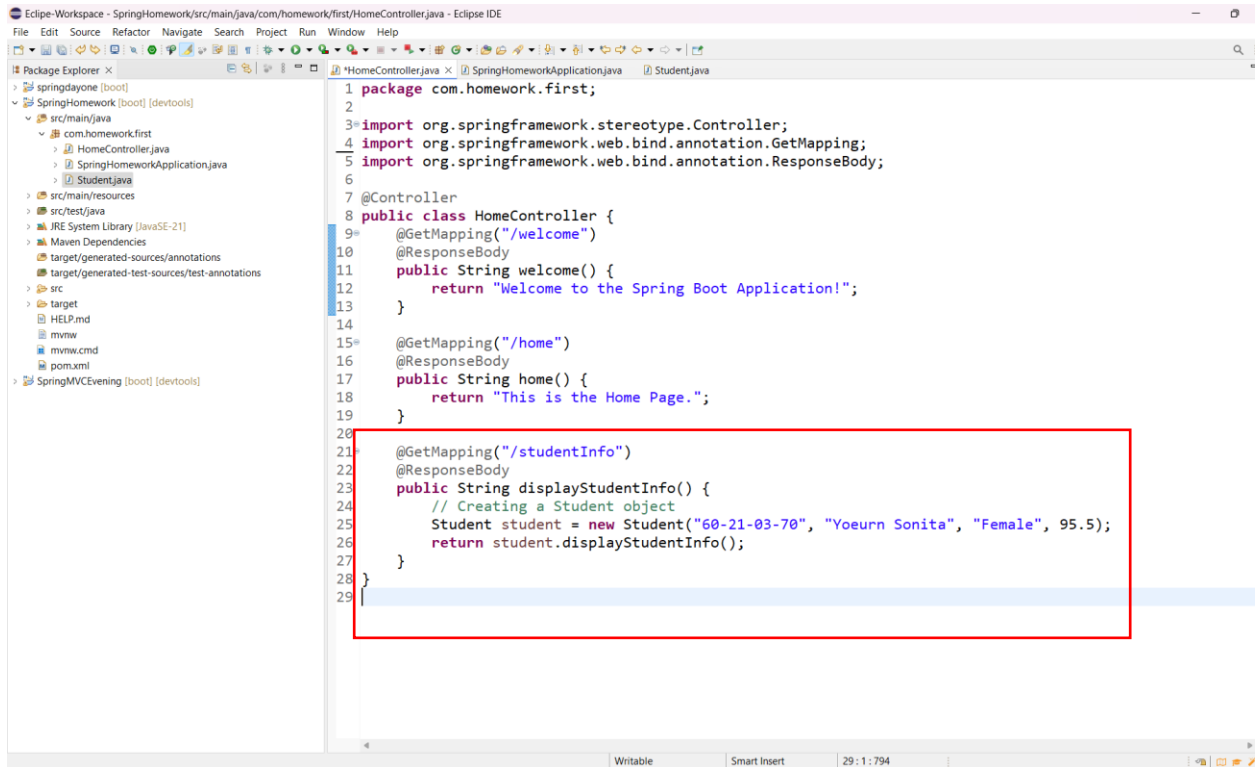 Eclipe-Workspace - SpringHomework/src/main/java/com/homework/first/HomeController.java - Eclipse IDE
File Edit Source Refactor Navigate Search Project Run Window Help
Package Explorer
*HomeController.java SpringHomeworkApplication.java Student.java
springdayone [boot]
SpringHomework [boot] [devtools]
src/main/java
com.homework.first
HomeController.java
SpringHomeworkApplication.java
Student.java
src/main/resources
src/test/java
JRE System Library [JavaSE-21]
Maven Dependencies
target/generated-sources/annotations
target/generated-test-sources/test-annotations
src
target
HELP.md
mvnw
mvnw.cmd
pom.xml
SpringMVCEvening [boot] [devtools]
1 package com.homework.first;
2
3 import org.springframework.stereotype.Controller;
4 import org.springframework.web.bind.annotation.GetMapping;
5 import org.springframework.web.bind.annotation.ResponseBody;
6
7 @Controller
8 public class HomeController {
9 @GetMapping("/welcome")
10 @ResponseBody
11 public String welcome() {
12 return "Welcome to the Spring Boot Application!";
13 }
14
15 @GetMapping("/home")
16 @ResponseBody
17 public String home() {
18 return "This is the Home Page.";
19 }
20
21 @GetMapping("/studentInfo")
22 @ResponseBody
23 public String displayStudentInfo() {
24 // Creating a Student object
25 Student student = new Student("60-21-03-70", "Yoeurn Sonita", "Female", 95.5);
26 return student.displayStudentInfo();
27 }
28 }
29
Writable Smart Insert 29 : 1 : 794